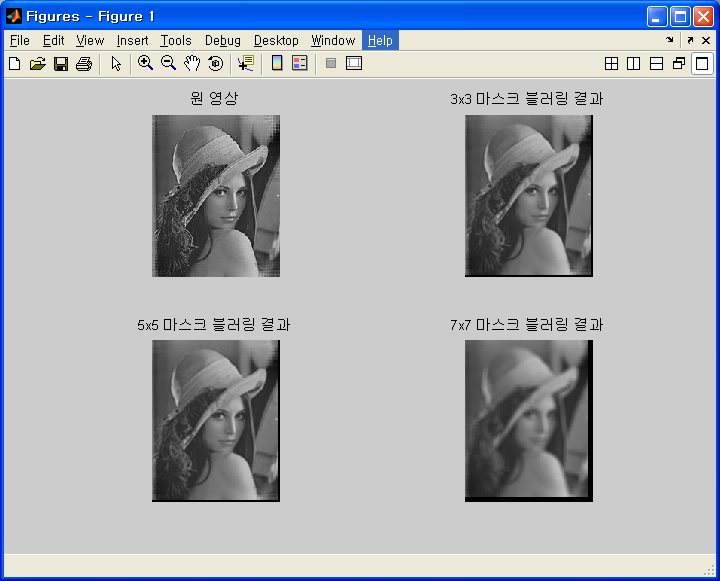 Figures - Figure 1
File Edit View Insert Tools Debug Desktop Window Help
원 영상
3x3 마스크 블러링 결과
5x5 마스크 블러링 결과
7x7 마스크 블러링 결과